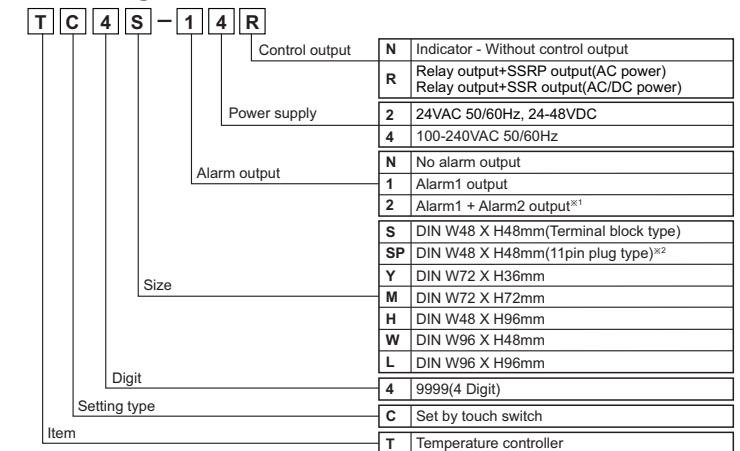 T C 4 S - 1 4 R
Control output
N Indicator - Without control output
R Relay output+SSRP output(AC power)
Relay output+SSR output(AC/DC power)
Power supply
2 24VAC 50/60Hz, 24-48VDC
4 100-240VAC 50/60Hz
Alarm output
N No alarm output
1 Alarm1 output
2 Alarm1 + Alarm2 output※1
Size
S DIN W48 X H48mm(Terminal block type)
SP DIN W48 X H48mm(11pin plug type)※2
Y DIN W72 X H36mm
M DIN W72 X H72mm
H DIN W48 X H96mm
W DIN W96 X H48mm
L DIN W96 X H96mm
Digit
4 9999(4 Digit)
Setting type
C Set by touch switch
Item
T Temperature controller